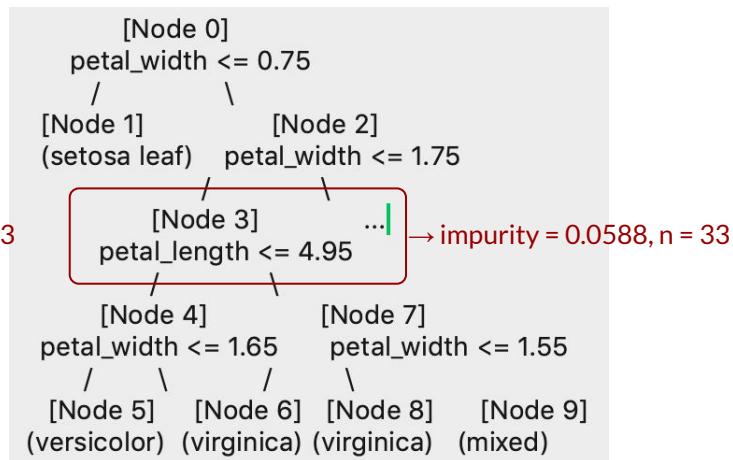 [Node 0]
petal_width <= 0.75
/ \
[Node 1] [Node 2]
(setosa leaf) petal_width <= 1.75
/ \
3 [Node 3] ... → impurity = 0.0588, n = 33
petal_length <= 4.95
/ \
[Node 4] [Node 7]
petal_width <= 1.65 petal_width <= 1.55
/ \ / \
[Node 5] [Node 6] [Node 8] [Node 9]
(versicolor) (virginica) (virginica) (mixed)